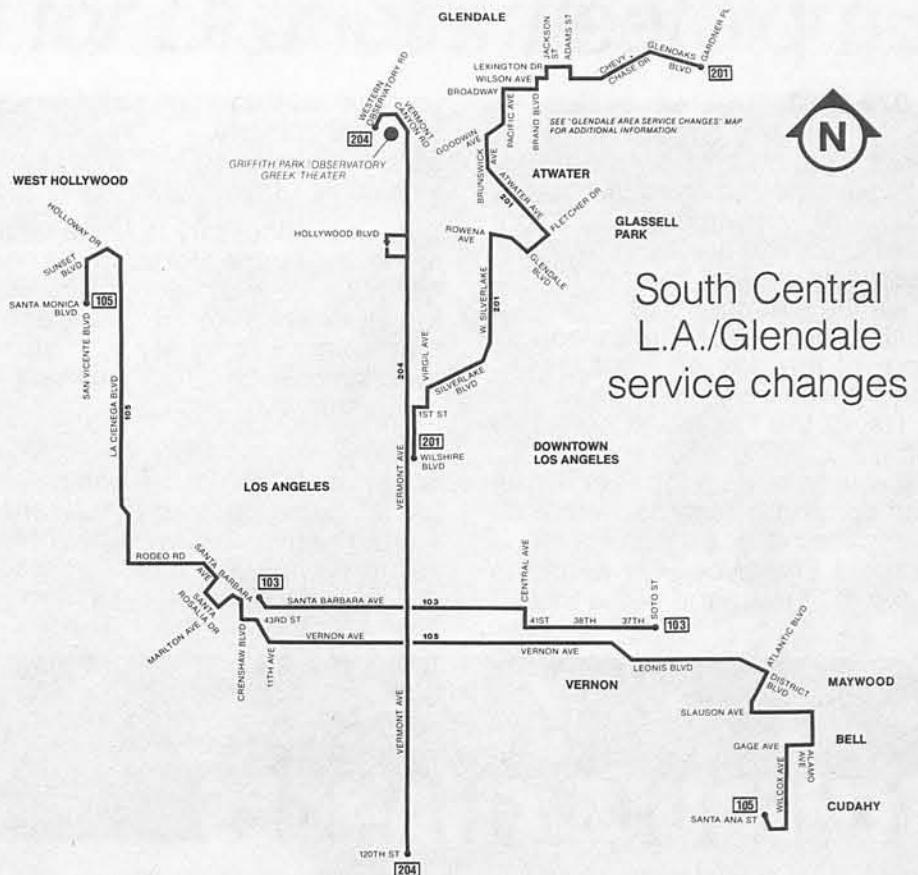 GLENDALE
JACKSON
ST
ADAMS ST
GARDNER PL
LEXINGTON DR
WILSON AVE
BROADWAY
CHEVY
CHASE DR
GLENOAKS
BLVD
201
WESTERN
OBSERVATORY RD
VERMONT
CANYON RD
204
GRIFFITH PARK OBSERVATORY
GREEK THEATER
GOODWIN AVE
PACIFIC AVE
BRAND BLVD
SEE "GLENDALE AREA SERVICE CHANGES" MAP
FOR ADDITIONAL INFORMATION
N
BRUNSWICK
AVE
ATWATER
ATWATER AVE
201
FLETCHER DR
GLASSELL
PARK
WEST HOLLYWOOD
HOLLOWAY DR
SUNSET
BLVD
HOLLYWOOD BLVD
ROWENA
AVE
GLENDALE BLVD
SANTA MONICA
BLVD
105
SAN VICENTE BLVD
LA CIENEGA BLVD
105
South Central
L.A./Glendale
service changes
W. SILVERLAKE
201
204
VIRGIL AVE
SILVERLAKE
BLVD
1ST ST
201
WILSHIRE
BLVD
VERMONT AVE
DOWNTOWN
LOS ANGELES
LOS ANGELES
RODEO RD
SANTA BARBARA
AVE
103
SANTA BARBARA AVE
103
CENTRAL AVE
SOTO ST
41ST
38TH
37TH
103
SANTA
ROSALIA DR
MARLTON AVE
43RD ST
CRENSHAW BLVD
11TH AVE
VERNON AVE
105
VERNON AVE
LEONIS BLVD
ATLANTIC BLVD
DISTRICT
BLVD
VERNON
MAYWOOD
VERMONT AVE
SLAUSON AVE
BELL
GAGE AVE
ALAMO
AVE
WILCOX AVE
105
CUDAHY
SANTA ANA ST
120TH ST
204